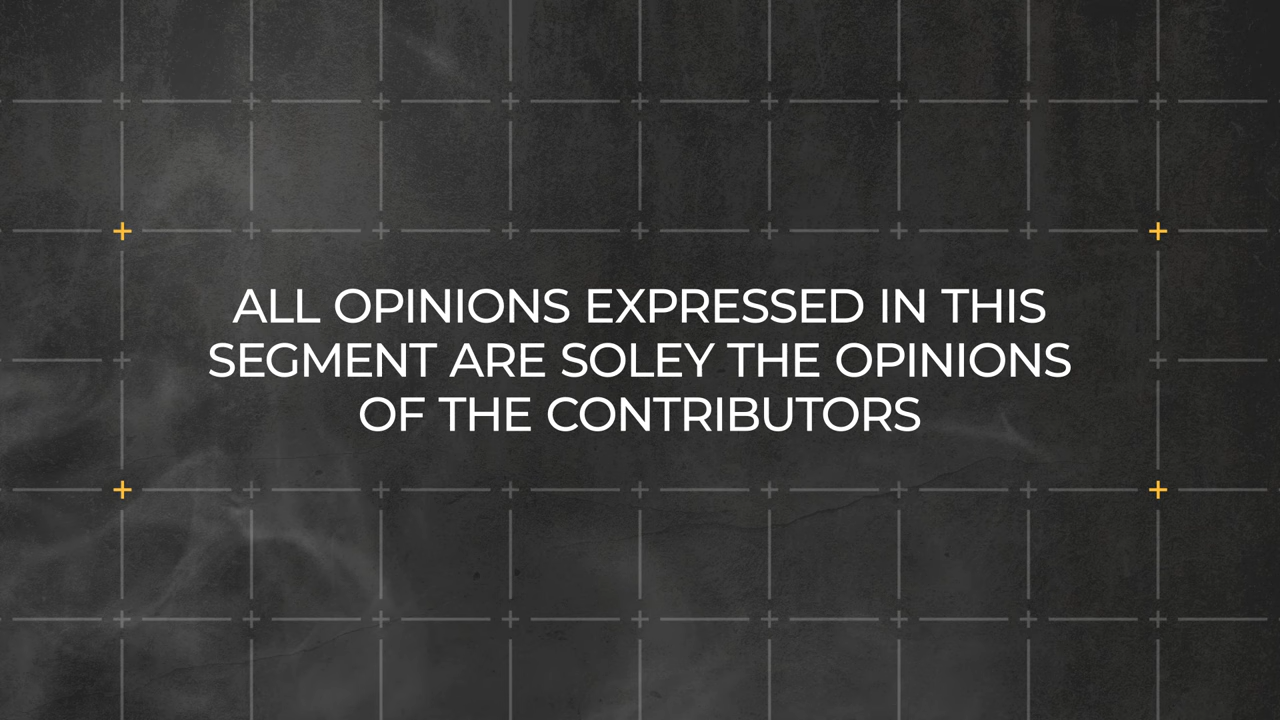 ALL OPINIONS EXPRESSED IN THIS
SEGMENT ARE SOLEY THE OPINIONS
OF THE CONTRIBUTORS